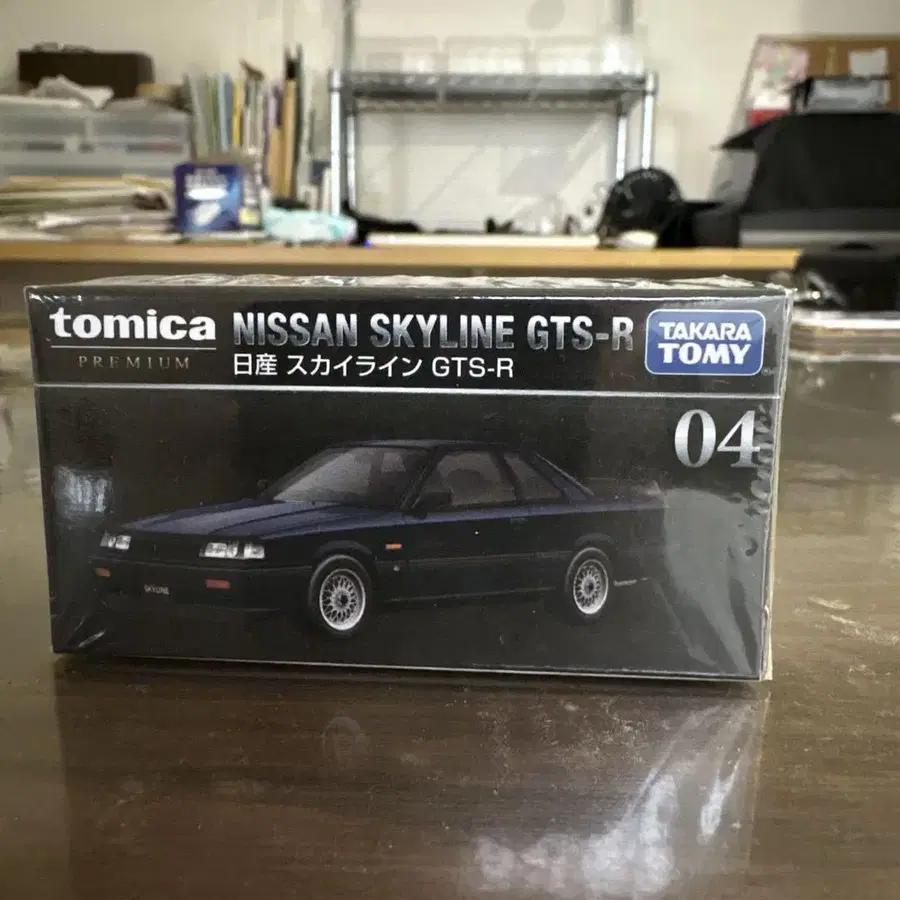 tomica
PREMIUM
NISSAN SKYLINE GTS-R
日産 スカイライン GTS-R
TAKARA
TOMY
04
SKYLINE